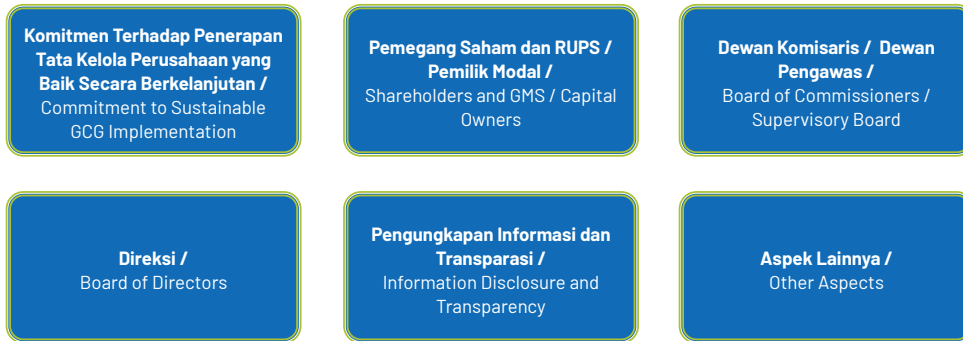 Komitmen Terhadap Penerapan
Tata Kelola Perusahaan yang
Baik Secara Berkelanjutan /
Commitment to Sustainable
GCG Implementation
Pemegang Saham dan RUPS /
Pemilik Modal /
Shareholders and GMS / Capital
Owners
Dewan Komisaris / Dewan
Pengawas /
Board of Commissioners /
Supervisory Board
Direksi /
Board of Directors
Pengungkapan Informasi dan
Transparasi /
Information Disclosure and
Transparency
Aspek Lainnya /
Other Aspects